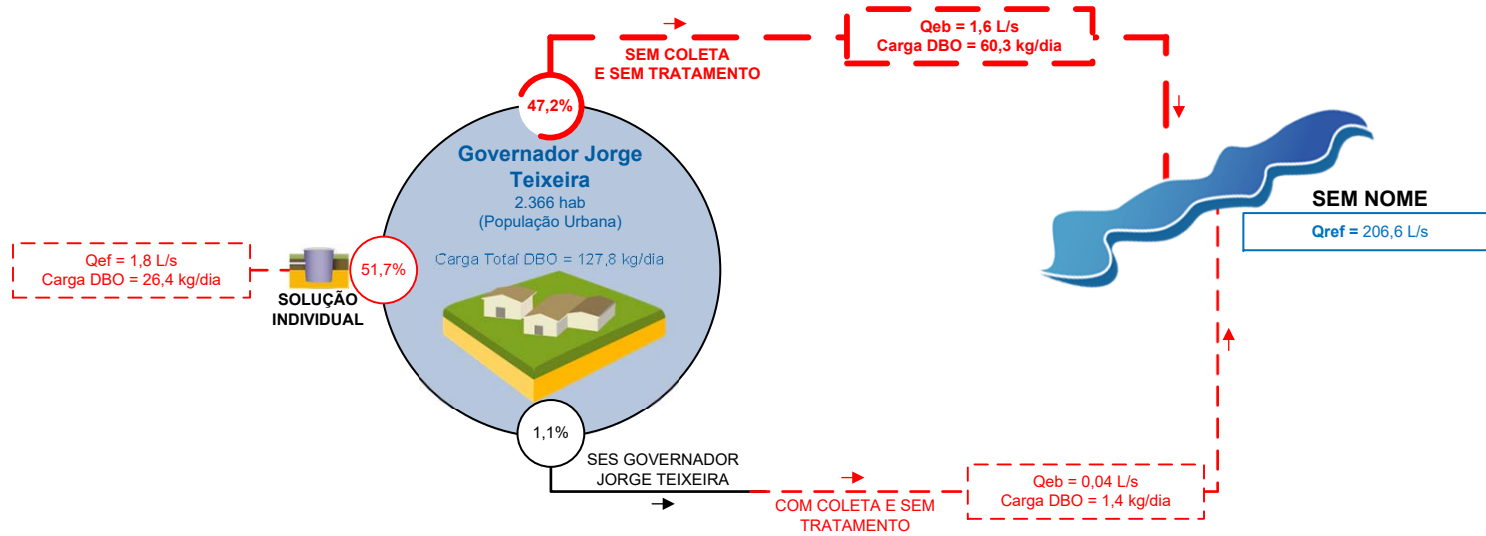 Qeb = 1,6 L/s
Carga DBO = 60,3 kg/dia
SEM COLETA
E SEM TRATAMENTO
47,2%
Governador Jorge
Teixeira
2.366 hab
(População Urbana)
Carga Total DBO = 127,8 kg/dia
Qef = 1,8 L/s
Carga DBO = 26,4 kg/dia
51,7%
SOLUÇÃO
INDIVIDUAL
SEM NOME
Qref = 206,6 L/s
1,1%
SES GOVERNADOR
JORGE TEIXEIRA
COM COLETA E SEM
TRATAMENTO
Qeb = 0,04 L/s
Carga DBO = 1,4 kg/dia